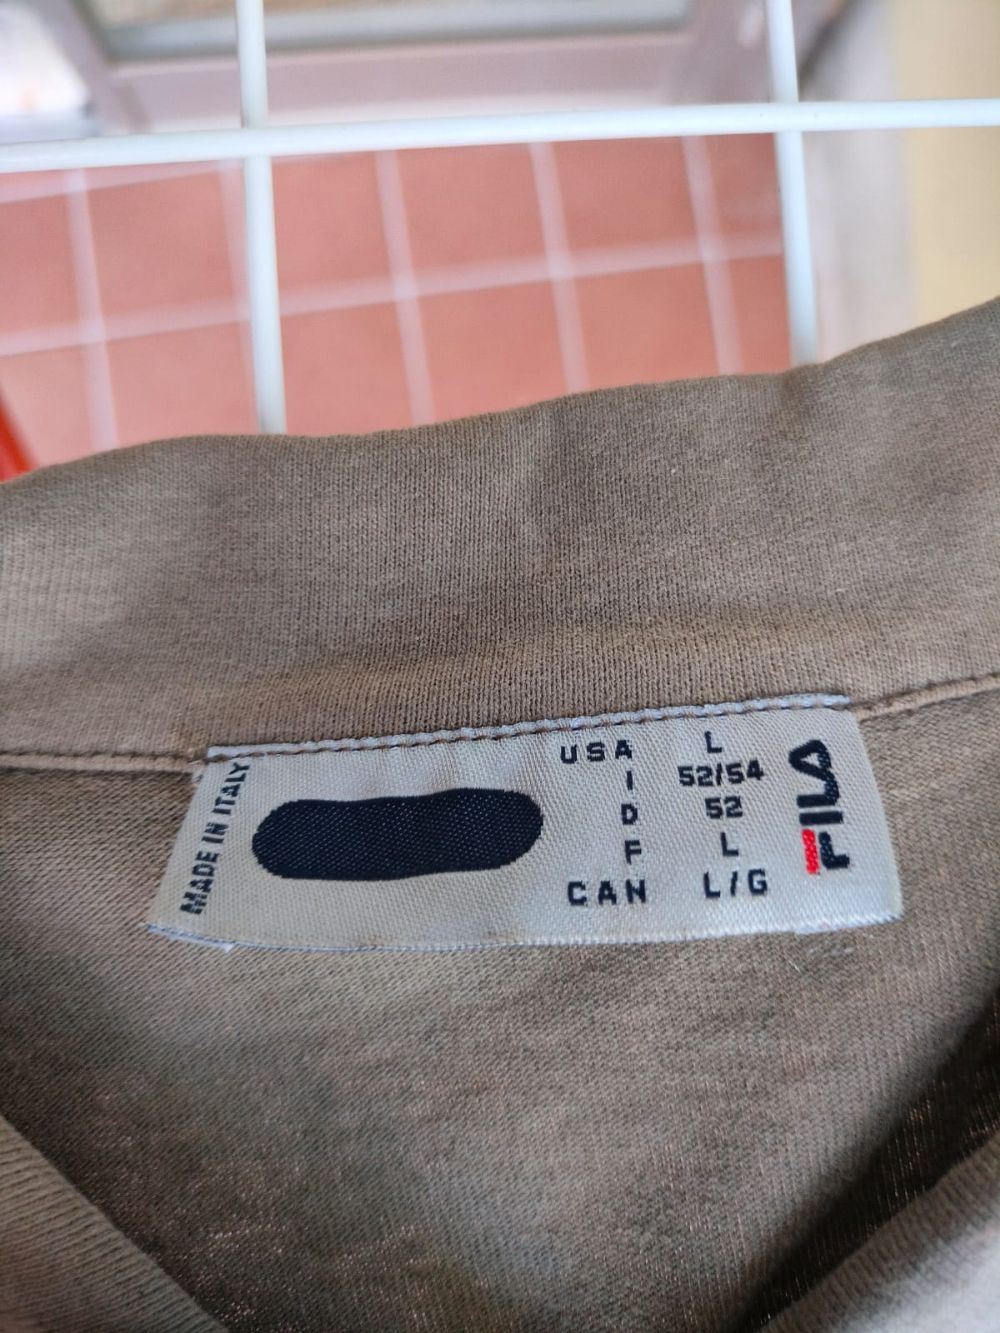 MADE IN ITALY
USA L
I 52/54
D 52
F L
CAN L/G
FILA